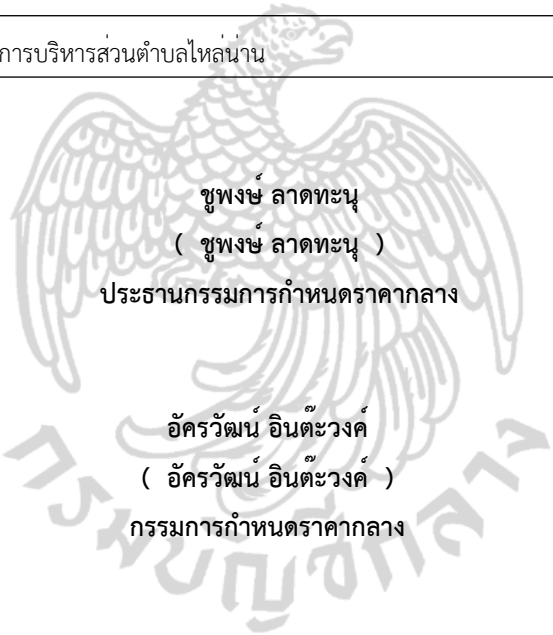 การบริหารส่วนตำบลไหล่น่าน
ชูพงษ์ ลาดทะนุ
( ชูพงษ์ ลาดทะนุ )
ประธานกรรมการกำหนดราคากลาง
อัครวัฒน์ อินต๊ะวงค์
( อัครวัฒน์ อินต๊ะวงค์ )
กรรมการกำหนดราคากลาง
กรมบัญชีกลาง